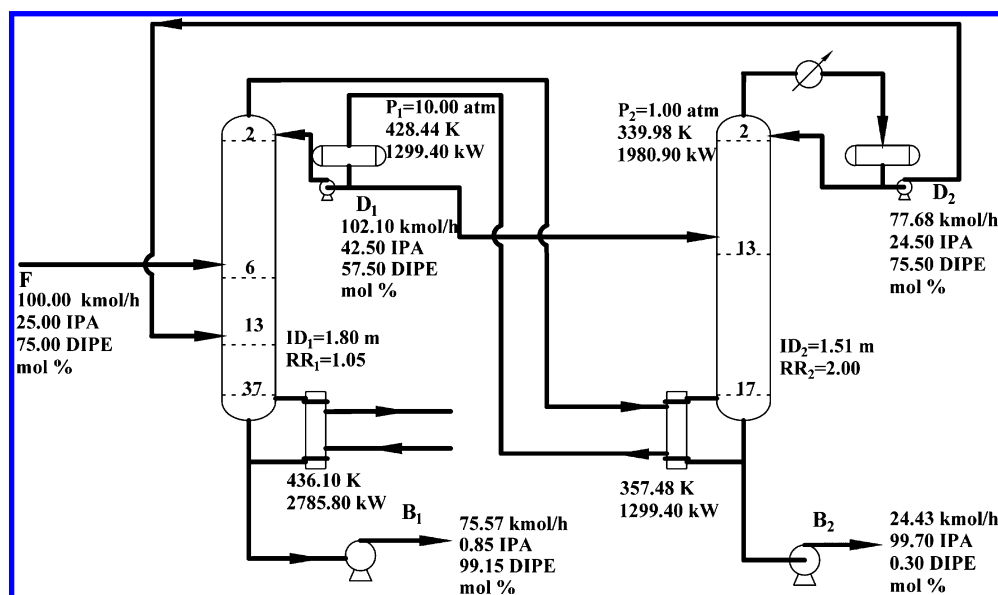 P₁=10.00 atm
428.44 K
1299.40 kW
P₂=1.00 atm
339.98 K
1980.90 kW
2
2
D₁
102.10 kmol/h
42.50 IPA
57.50 DIPE
mol %
D₂
77.68 kmol/h
24.50 IPA
75.50 DIPE
mol %
F
100.00 kmol/h
25.00 IPA
75.00 DIPE
mol %
6
13
13
ID₁=1.80 m
RR₁=1.05
ID₂=1.51 m
RR₂=2.00
37
17
436.10 K
2785.80 kW
357.48 K
1299.40 kW
B₁
75.57 kmol/h
0.85 IPA
99.15 DIPE
mol %
B₂
24.43 kmol/h
99.70 IPA
0.30 DIPE
mol %